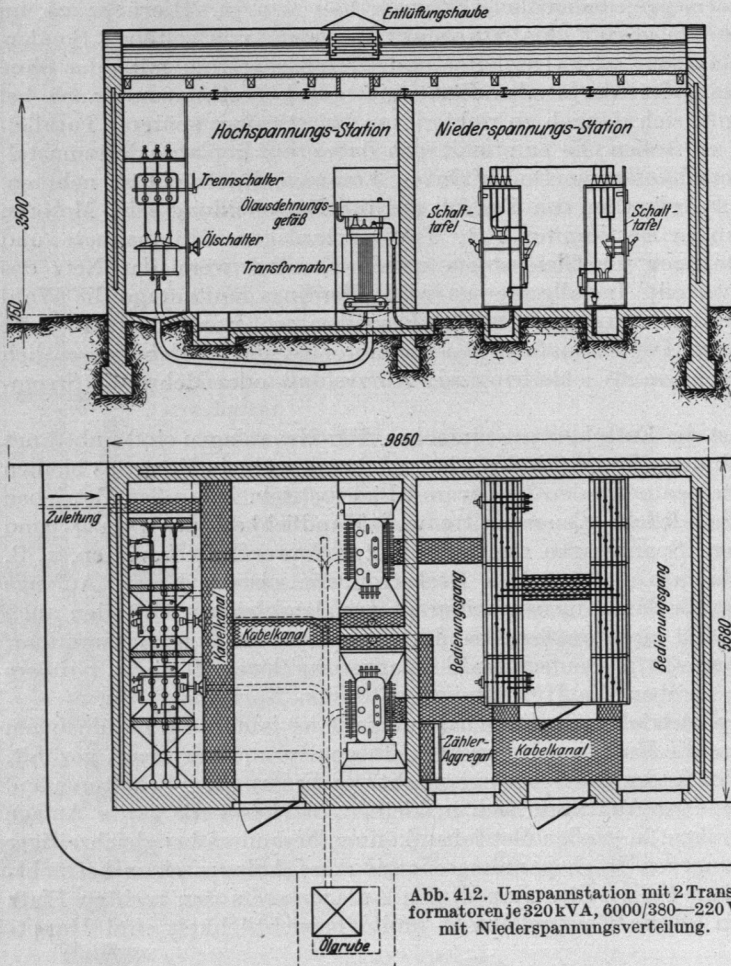 Entlüftungshaube
Hochspannungs-Station
Niederspannungs-Station
Trennschalter
Ölausdehnungs-
gefäß
Schalt-
tafel
Schalt-
tafel
Ölschalter
Transformator
3500
450
9850
Zuleitung
Kabelkanal
Kabelkanal
Bedienungsgang
Bedienungsgang
5680
Zähler-
Aggregat
Kabelkanal
Ölgrube
Abb. 412. Umspannstation mit 2 Trans-
formatoren je 320 kVA, 6000/380—220 V
mit Niederspannungsverteilung.